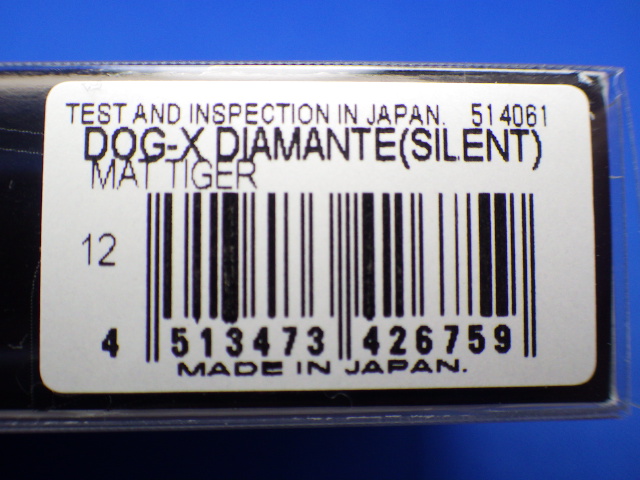 TEST AND INSPECTION IN JAPAN. 514061
DOG-X DIAMANTE(SILENT)
MAT TIGER
12
4 513473 426759
MADE IN JAPAN.